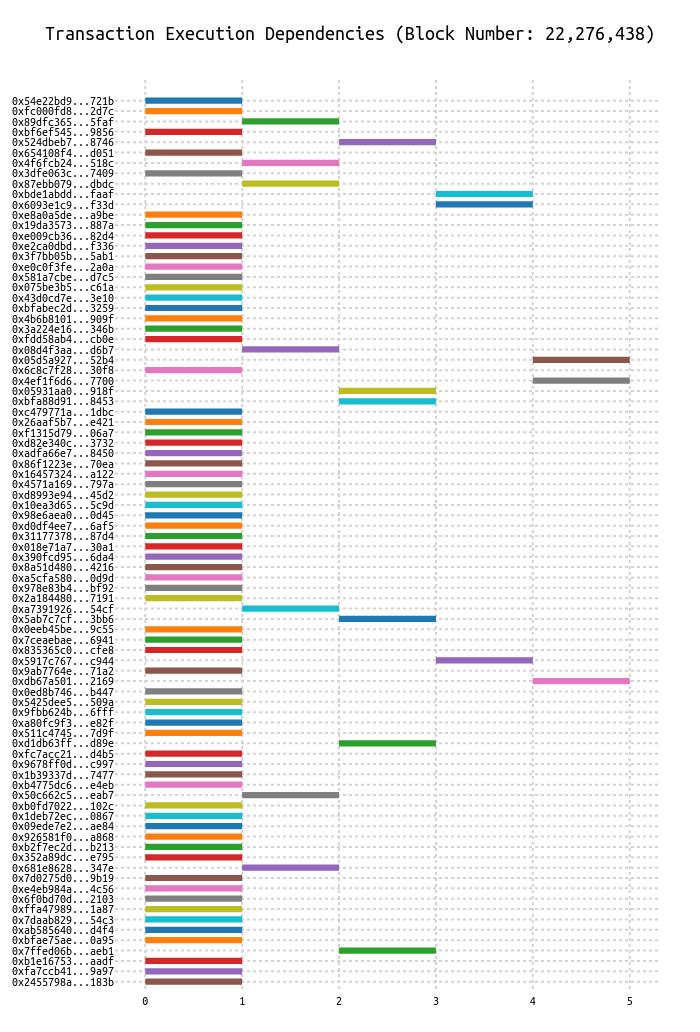 Transaction Execution Dependencies (Block Number: 22,276,438)
0x54e22bd9...721b
0xfc000fd8...2d7c
0x89dfc365...5faf
0xbf6ef545...9856
0x524dbeb7...8746
0x654108f4...d051
0x4f6fcb24...518c
0x3dfe063c...7409
0x87ebb079...dbdc
0xbde1abdd...faaf
0x6093e1c9...f33d
0xe8a0a5de...a9be
0x19da3573...887a
0xe009cb36...82d4
0xe2ca0dbd...f336
0x3f7bb05b...5ab1
0xe0c0f3fe...2a0a
0x581a7cbe...d7c5
0x075be3b5...c61a
0x43d0cd7e...3e10
0xbfabec2d...3259
0x4b6b8101...909f
0x3a224e16...346b
0xfdd58ab4...cb0e
0x08d4f3aa...d6b7
0x05d5a927...52b4
0x6c8c7f28...30f8
0x4ef1f6d6...7700
0x05931aa0...918f
0xbfa88d91...8453
0xc479771a...1dbc
0x26aaf5b7...e421
0xf1315d79...06a7
0xd82e340c...3732
0xadfa66e7...8450
0x86f1223e...70ea
0x16457324...a122
0x4571a169...797a
0xd8993e94...45d2
0x10ea3d65...5c9d
0x98e6aea0...0d45
0xd0df4ee7...6af5
0x31177378...87d4
0x018e71a7...30a1
0x390fcd95...6da4
0x8a51d480...4216
0xa5cfa580...0d9d
0x978e83b4...bf92
0x2a184480...7191
0xa7391926...54cf
0x5ab7c7cf...3bb6
0x0eeb45be...9c55
0x7ceaebae...6941
0x835365c0...cfe8
0x5917c767...c944
0x9ab7764e...71a2
0xdb67a501...2169
0x0ed8b746...b447
0x5425dee5...509a
0x9fbb624b...6fff
0xa80fc9f3...e82f
0x511c4745...7d9f
0xd1db63ff...d89e
0xfc7acc21...d4b5
0x9678ff0d...c997
0x1b39337d...7477
0xb4775dc6...e4eb
0x50c662c5...eab7
0xb0fd7022...102c
0x1deb72ec...0867
0x09ede7e2...ae84
0x926581f0...a868
0xb2f7ec2d...b213
0x352a89dc...e795
0x681e8628...347e
0x7d0275d0...9b19
0xe4eb984a...4c56
0x6f0bd70d...2103
0xffa47989...1a87
0x7daab829...54c3
0xab585640...d4f4
0xbfae75ae...0a95
0x7ffed06b...aeb1
0xb1e16753...aadf
0xfa7ccb41...9a97
0x2455798a...183b
0 1 2 3 4 5